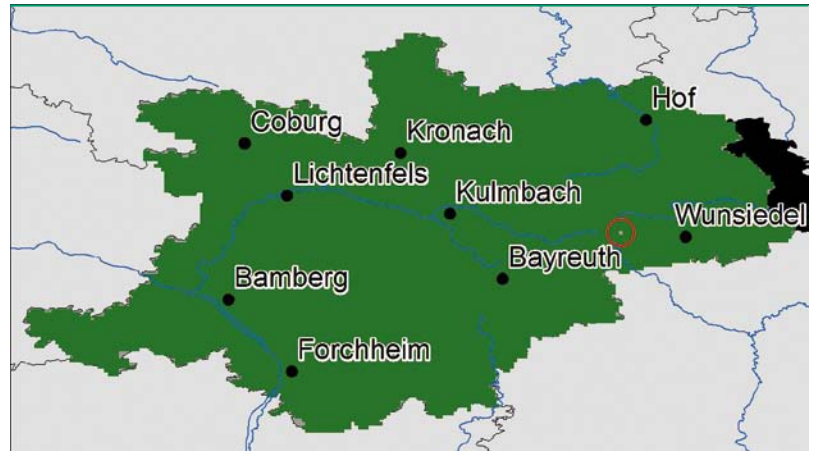 Hof
Coburg
Kronach
Lichtenfels
Kulmbach
Wunsiedel
Bayreuth
Bamberg
Forchheim